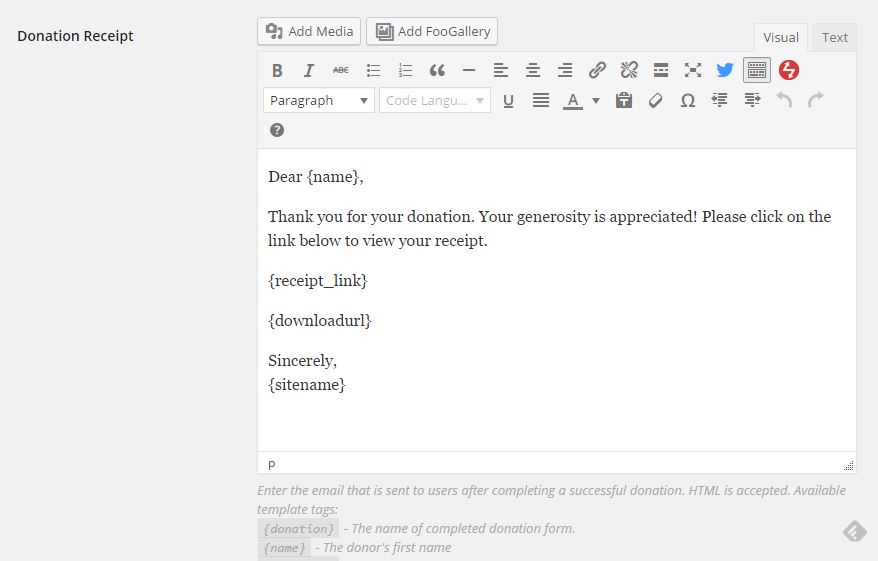 Donation Receipt
Add Media
Add FooGallery
Visual
Text
B I ABC
Paragraph
Code Langu...
U A Ω
?
Dear {name},
Thank you for your donation. Your generosity is appreciated! Please click on the
link below to view your receipt.
{receipt_link}
{downloadurl}
Sincerely,
{sitename}
p
Enter the email that is sent to users after completing a successful donation. HTML is accepted. Available
template tags:
{donation} - The name of completed donation form.
{name} - The donor's first name